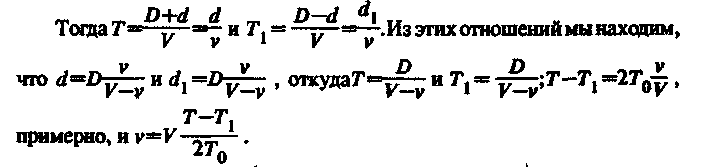 Тогда T=\frac{D+d}{V}=\frac{d}{v} и T_1=\frac{D-d}{V}=\frac{d_1}{v}. Из этих отношений мы находим,
что d=D\frac{v}{V-v} и d_1=D\frac{v}{V-v}, откуда T=\frac{D}{V-v} и T_1=\frac{D}{V-v}; T-T_1=2T_0\frac{v}{V},
примерно, и v=V\frac{T-T_1}{2T_0}.